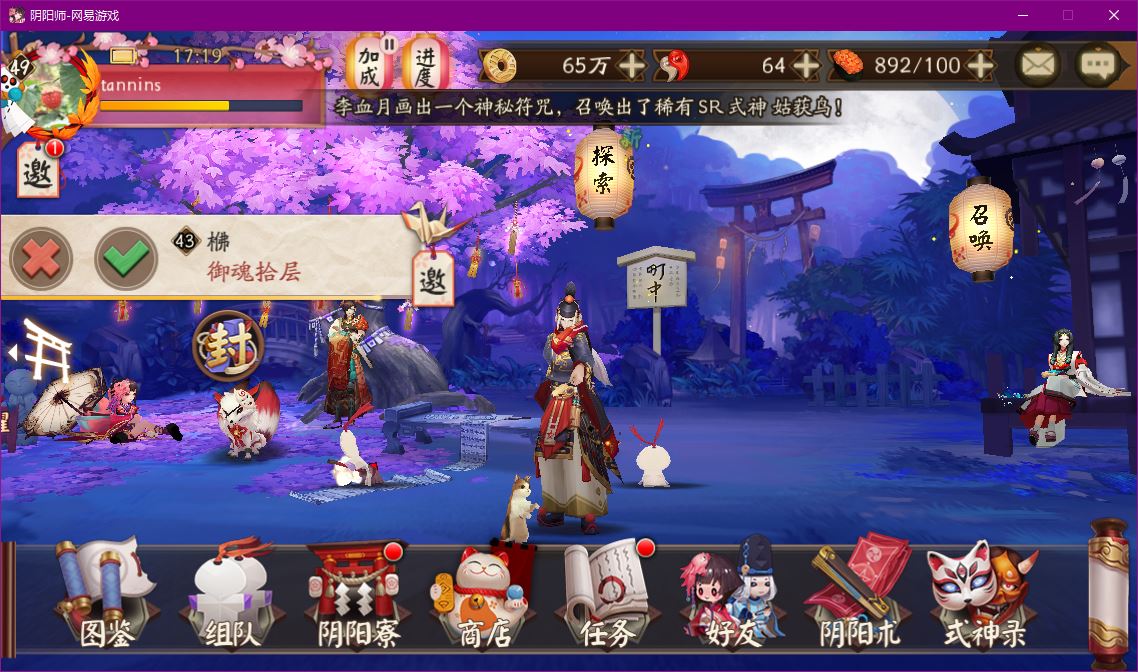 阴阳师-网易游戏
49
17:19
tannins
加成
进度
65万
64
892/100
李血月画出一个神秘符咒，召唤出了稀有SR式神 姑获鸟！
邀
1
探索
召唤
43 梻
御魂拾层
邀
町中
封
图鉴
组队
阴阳寮
商店
任务
好友
阴阳术
式神录